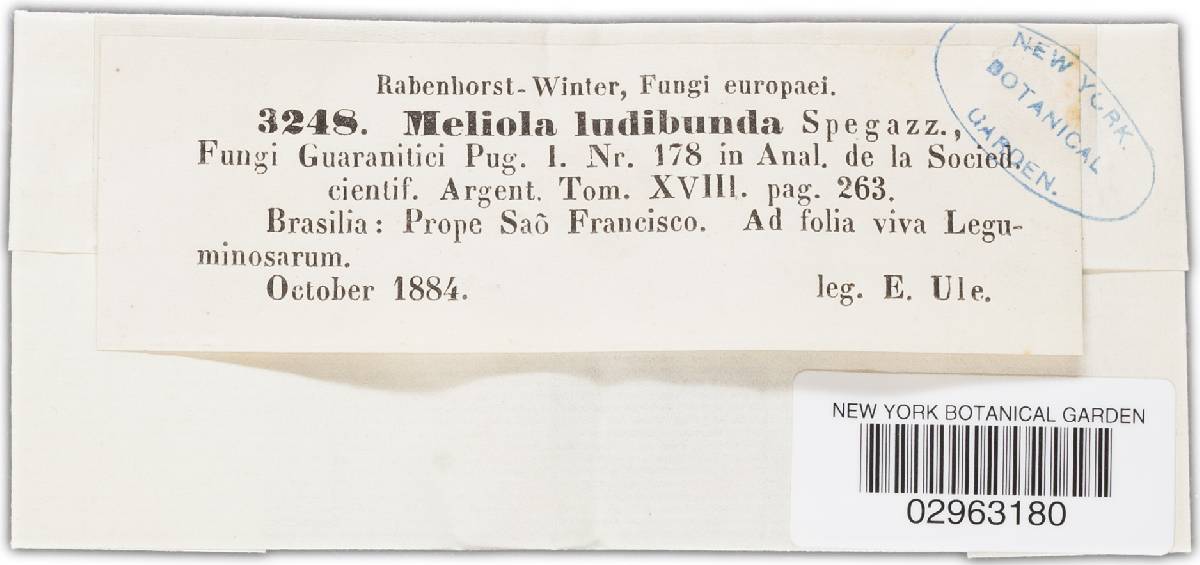 Rabenhorst-Winter, Fungi europaei.
3248. Meliola ludibunda Spegazz.,
Fungi Guaranitici Pug. I. Nr. 178 in Anal. de la Socied.
cientif. Argent. Tom. XVIII. pag. 263.
Brasilia: Prope Saõ Francisco. Ad folia viva Legu-
minosarum.
October 1884. leg. E. Ule.
NEW YORK
BOTANICAL
GARDEN.
NEW YORK BOTANICAL GARDEN
02963180